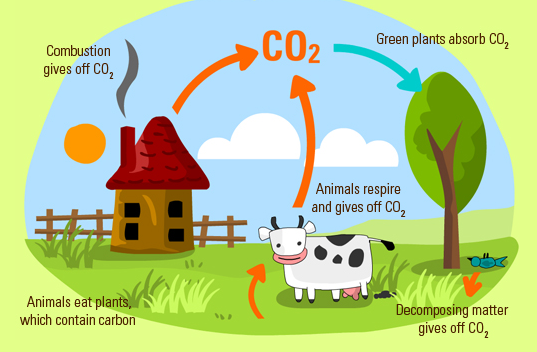 Combustion
gives off CO₂
CO₂
Green plants absorb CO₂
Animals respire
and gives off CO₂
Animals eat plants,
which contain carbon
Decomposing matter
gives off CO₂